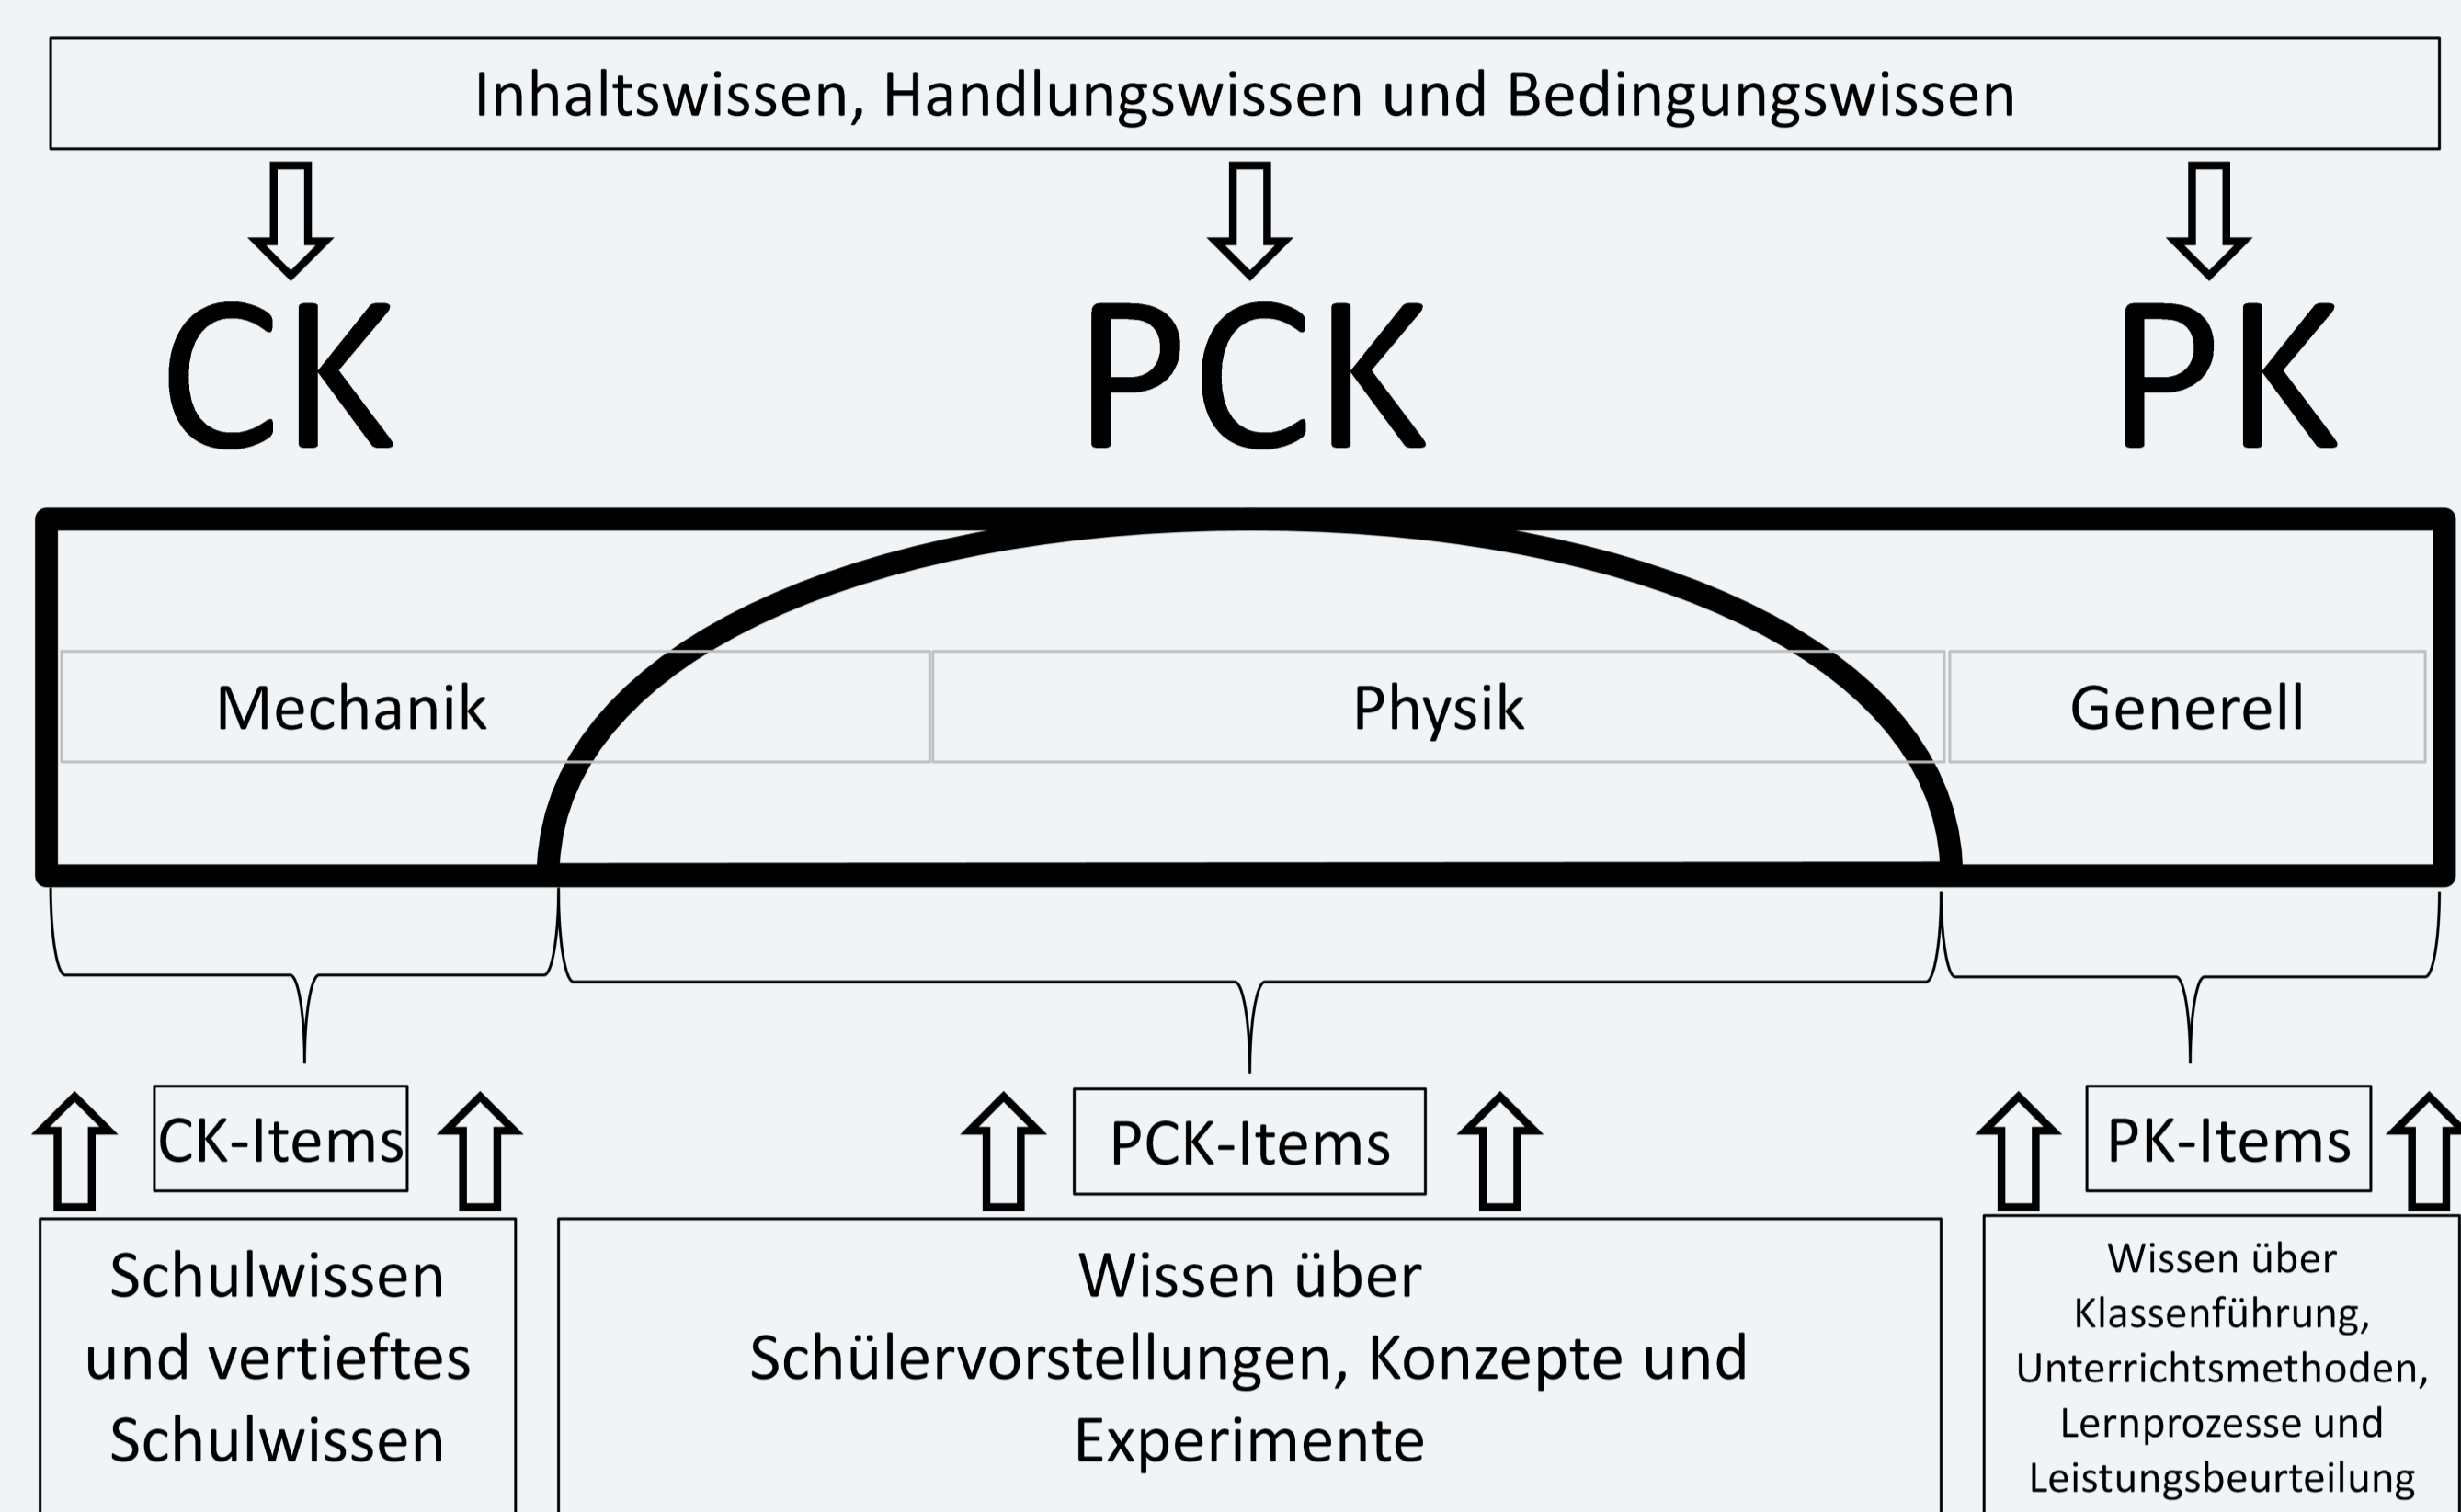 Inhaltswissen, Handlungswissen und Bedingungswissen
CK
PCK
PK
Mechanik
Physik
Generell
CK-Items
PCK-Items
PK-Items
Schulwissen
und vertieftes
Schulwissen
Wissen über
Schülervorstellungen, Konzepte und
Experimente
Wissen über
Klassenführung,
Unterrichtsmethoden,
Lernprozesse und
Leistungsbeurteilung